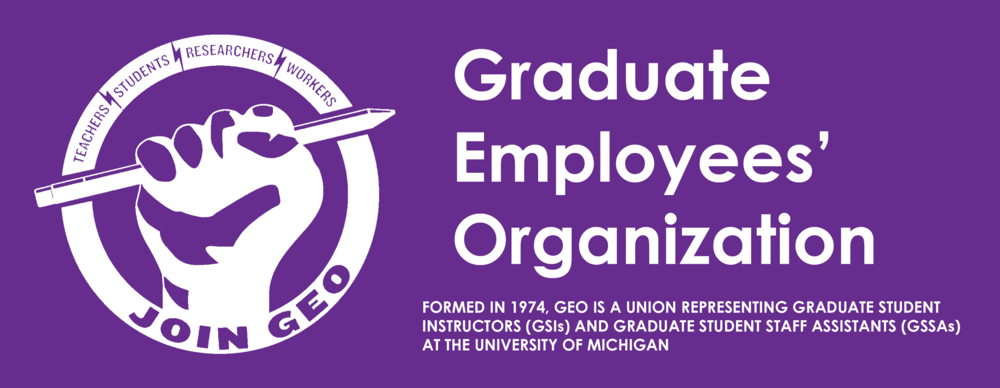 TEACHERS
STUDENTS
RESEARCHERS
WORKERS
JOIN GEO
Graduate
Employees’
Organization
FORMED IN 1974, GEO IS A UNION REPRESENTING GRADUATE STUDENT
INSTRUCTORS (GSIs) AND GRADUATE STUDENT STAFF ASSISTANTS (GSSAs)
AT THE UNIVERSITY OF MICHIGAN